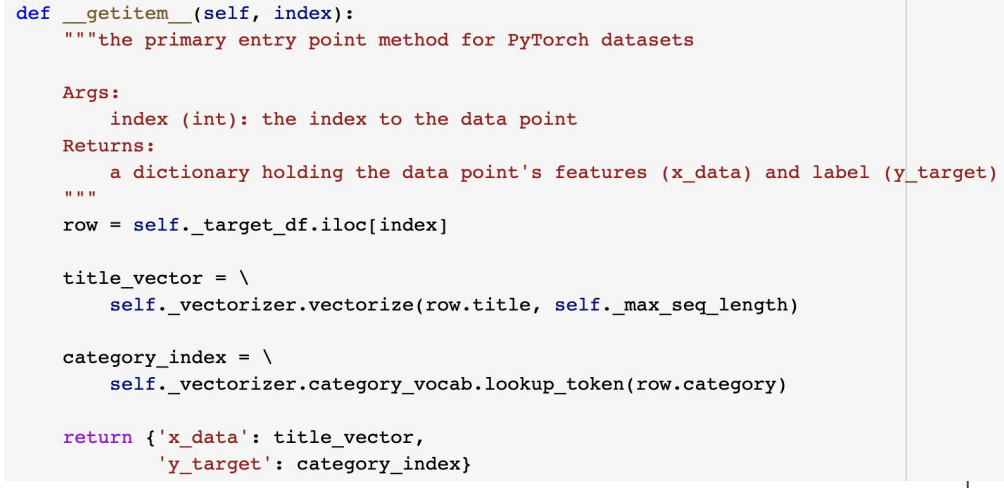 def __getitem__(self, index):
    """the primary entry point method for PyTorch datasets

    Args:
        index (int): the index to the data point
    Returns:
        a dictionary holding the data point's features (x_data) and label (y_target)
    """
    row = self._target_df.iloc[index]

    title_vector = \
        self._vectorizer.vectorize(row.title, self._max_seq_length)

    category_index = \
        self._vectorizer.category_vocab.lookup_token(row.category)

    return {'x_data': title_vector,
            'y_target': category_index}